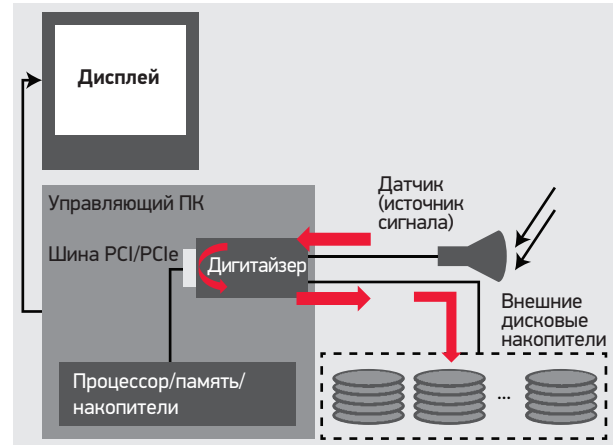 Дисплей
Управляющий ПК
Датчик
(источник
сигнала)
Шина PCI/PCIe
Дигитайзер
Внешние
дисковые
накопители
Процессор/память/
накопители
...